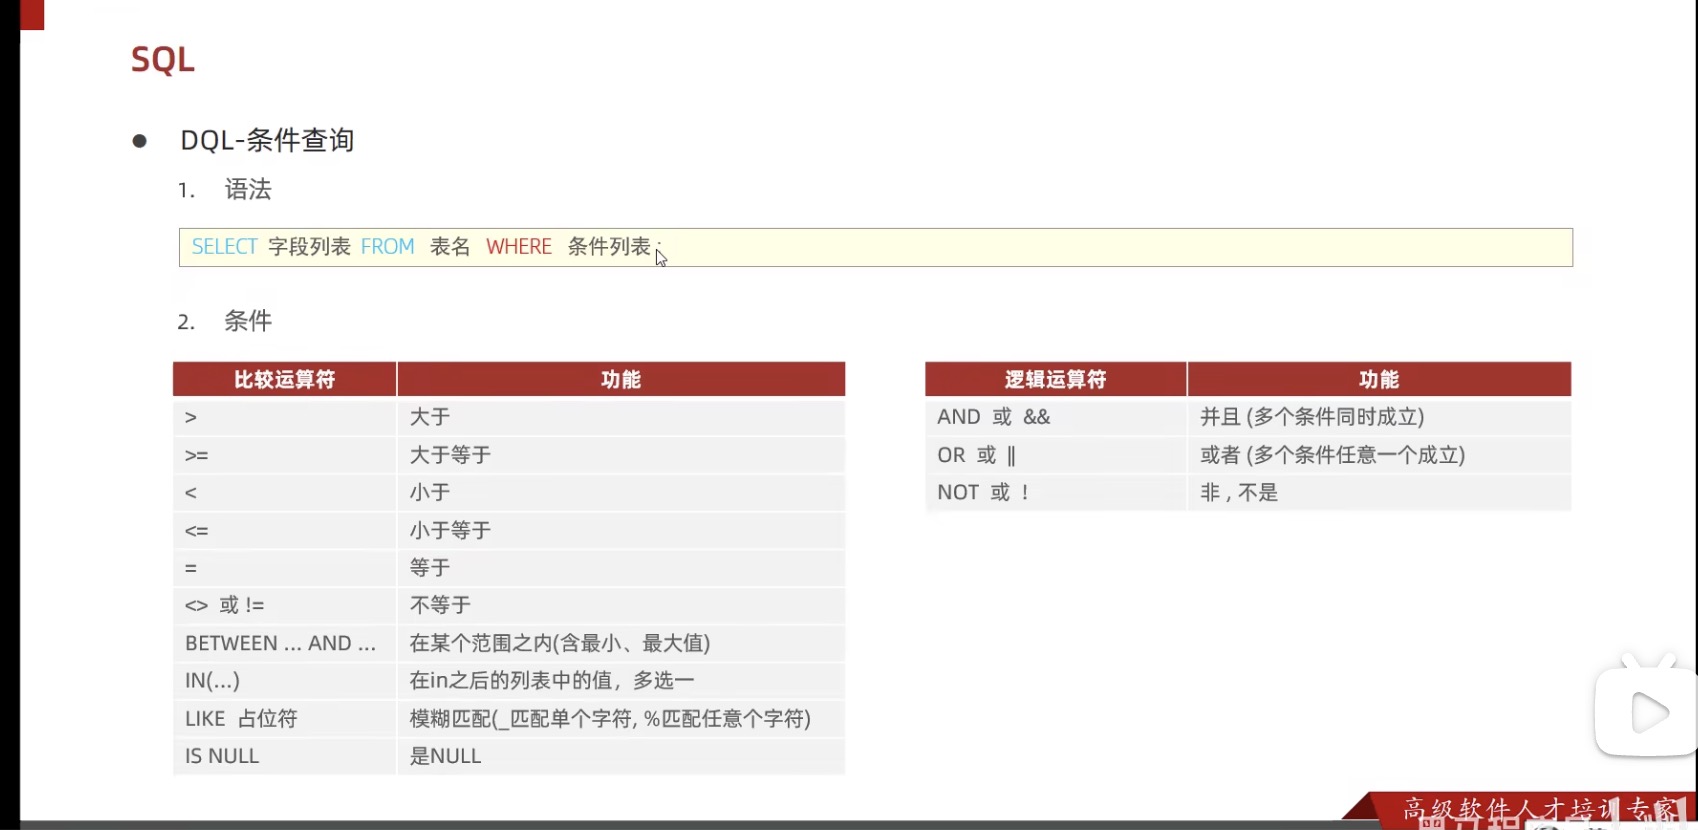 SQL
● DQL-条件查询
1. 语法
SELECT 字段列表 FROM 表名 WHERE 条件列表 ;
2. 条件
比较运算符 功能
> 大于
>= 大于等于
< 小于
<= 小于等于
= 等于
<> 或 != 不等于
BETWEEN ... AND ... 在某个范围之内(含最小、最大值)
IN(...) 在in之后的列表中的值，多选一
LIKE 占位符 模糊匹配(_匹配单个字符, %匹配任意个字符)
IS NULL 是NULL
逻辑运算符 功能
AND 或 && 并且 (多个条件同时成立)
OR 或 || 或者 (多个条件任意一个成立)
NOT 或 ! 非 , 不是
高级软件人才培训专家